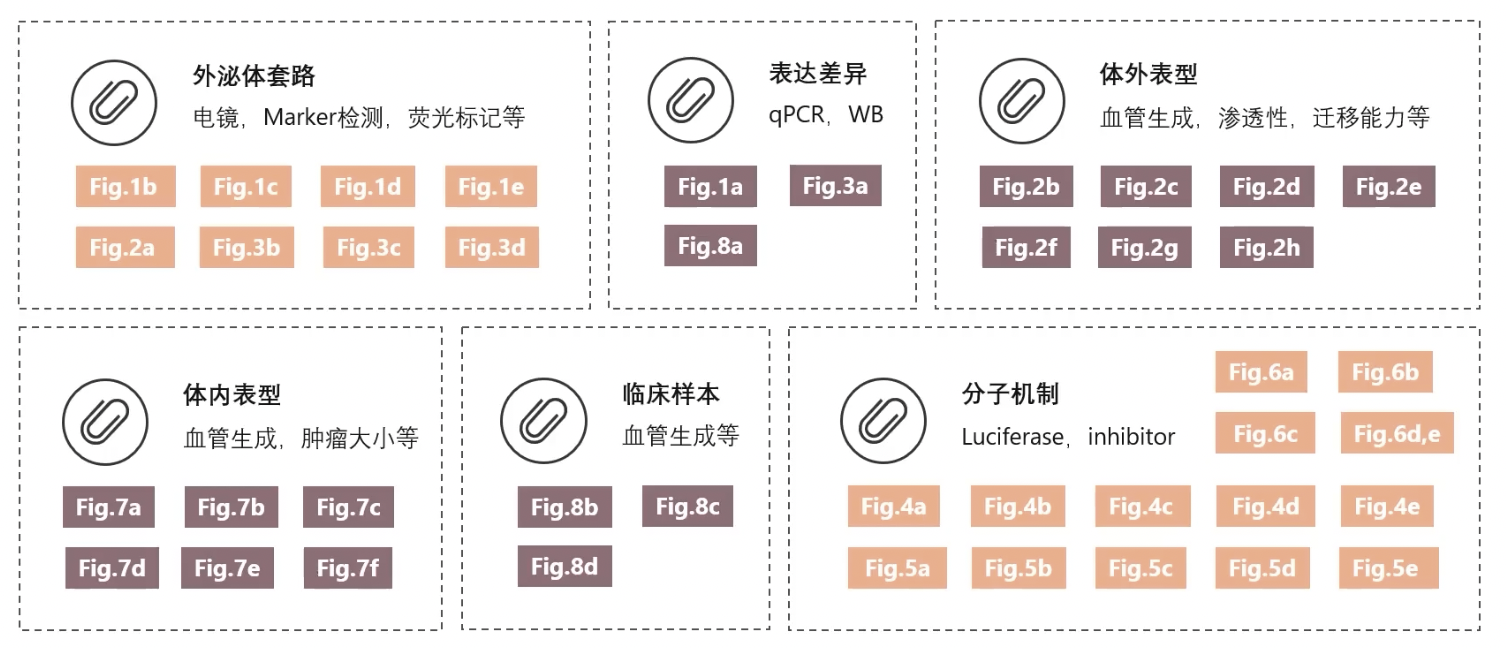 外泌体套路
电镜，Marker检测，荧光标记等
Fig.1b Fig.1c Fig.1d Fig.1e
Fig.2a Fig.3b Fig.3c Fig.3d
表达差异
qPCR，WB
Fig.1a Fig.3a
Fig.8a
体外表型
血管生成，渗透性，迁移能力等
Fig.2b Fig.2c Fig.2d Fig.2e
Fig.2f Fig.2g Fig.2h
体内表型
血管生成，肿瘤大小等
Fig.7a Fig.7b Fig.7c
Fig.7d Fig.7e Fig.7f
临床样本
血管生成等
Fig.8b Fig.8c
Fig.8d
分子机制
Luciferase，inhibitor
Fig.6a Fig.6b
Fig.6c Fig.6d,e
Fig.4a Fig.4b Fig.4c Fig.4d Fig.4e
Fig.5a Fig.5b Fig.5c Fig.5d Fig.5e